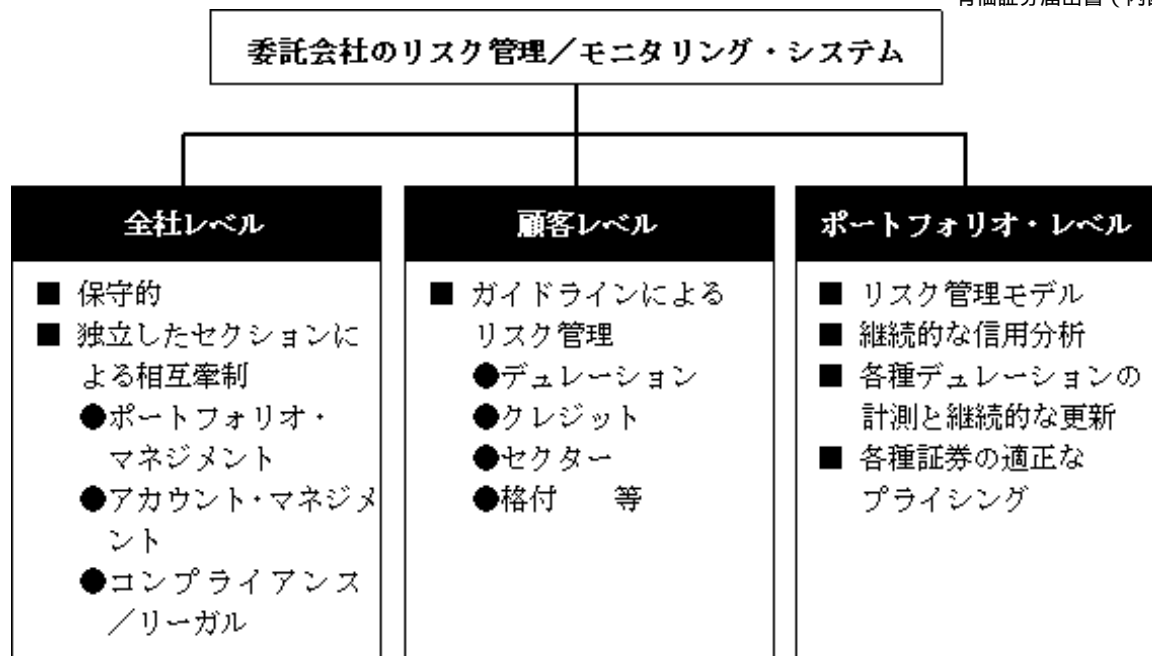 委託会社のリスク管理／モニタリング・システム
全社レベル
■ 保守的
■ 独立したセクションに
よる相互牽制
●ポートフォリオ・
マネジメント
●アカウント・マネジメ
ント
●コンプライアンス
／リーガル
顧客レベル
■ ガイドラインによる
リスク管理
●デュレーション
●クレジット
●セクター
●格付　等
ポートフォリオ・レベル
■ リスク管理モデル
■ 継続的な信用分析
■ 各種デュレーションの
計測と継続的な更新
■ 各種証券の適正な
プライシング